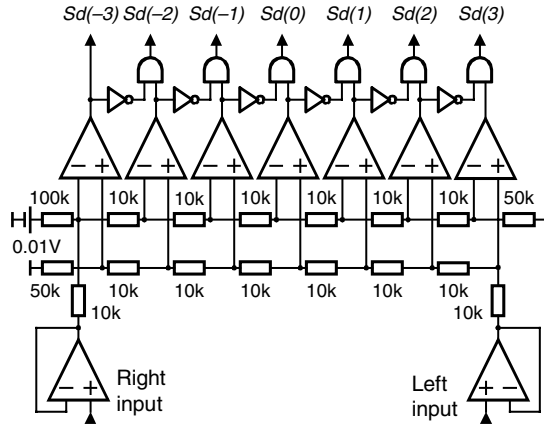 Sd(−3) Sd(−2) Sd(−1) Sd(0) Sd(1) Sd(2) Sd(3)
− + − + − + − + − + − + − +
100k 10k 10k 10k 10k 10k 10k 50k
0.01V
50k 10k 10k 10k 10k 10k 10k
10k 10k
− + Right input
Left input − +